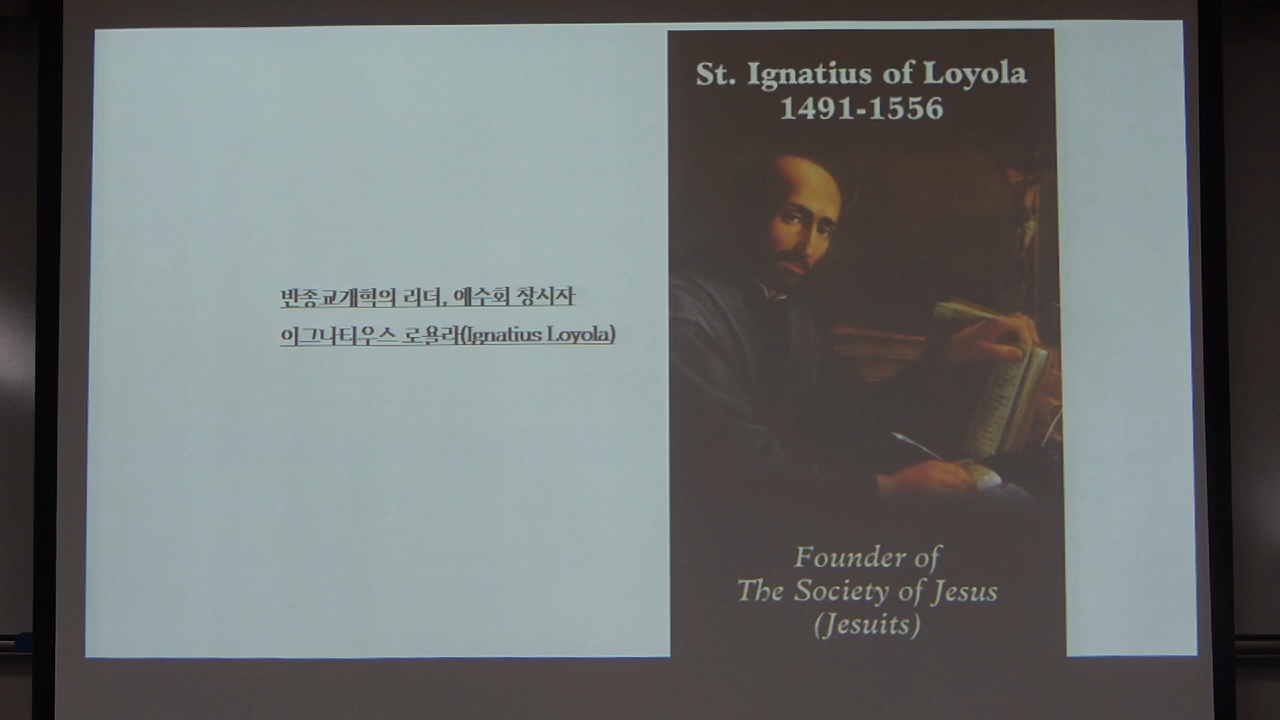 반종교개혁의 리더, 예수회 창시자
이그나티우스 로욜라(Ignatius Loyola)
St. Ignatius of Loyola
1491-1556
Founder of
The Society of Jesus
(Jesuits)